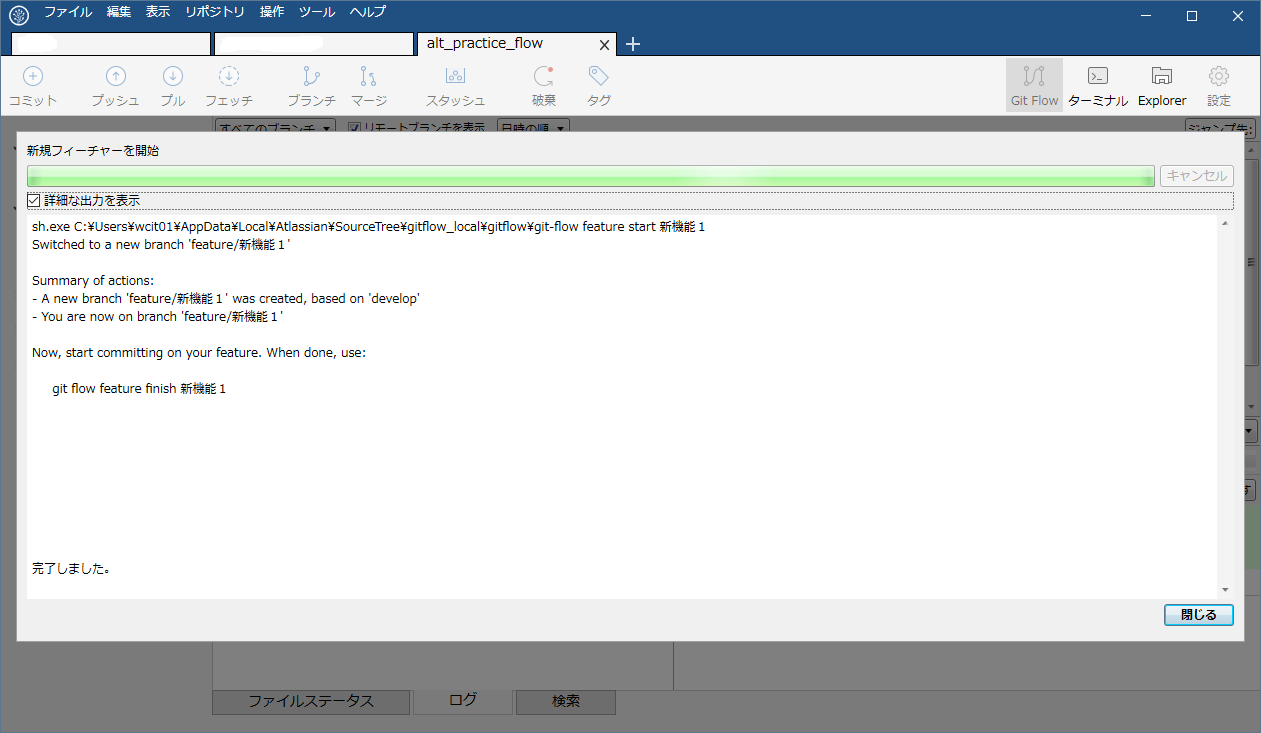 ファイル 編集 表示 リポジトリ 操作 ツール ヘルプ
alt_practice_flow
コミット プッシュ プル フェッチ ブランチ マージ スタッシュ 破棄 タグ Git Flow ターミナル Explorer 設定
すべてのブランチ リモートブランチを表示 日時の順 ジャンプ先:
新規フィーチャーを開始
キャンセル
詳細な出力を表示
sh.exe C:¥Users¥wcit01¥AppData¥Local¥Atlassian¥SourceTree¥gitflow_local¥gitflow¥git-flow feature start 新機能１
Switched to a new branch 'feature/新機能１'
Summary of actions:
- A new branch 'feature/新機能１' was created, based on 'develop'
- You are now on branch 'feature/新機能１'
Now, start committing on your feature. When done, use:
git flow feature finish 新機能１
完了しました。
閉じる
ファイルステータス ログ 検索